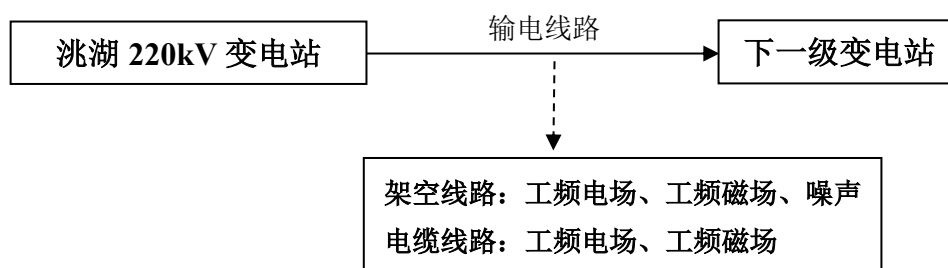 输电线路
洮湖 220kV 变电站
下一级变电站
架空线路：工频电场、工频磁场、噪声
电缆线路：工频电场、工频磁场